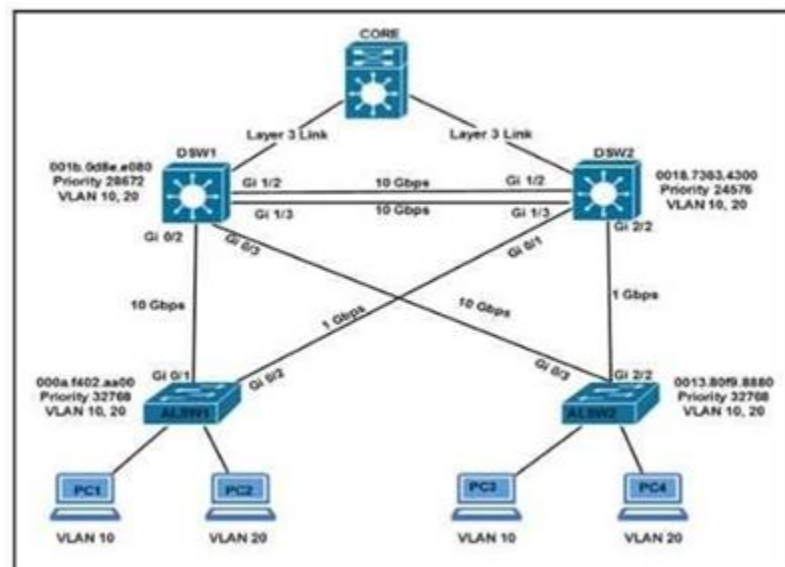 CORE
Layer 3 Link
Layer 3 Link
DSW1
DSW2
001b.0d8e.e080
Priority 28672
VLAN 10, 20
0018.7363.4300
Priority 24576
VLAN 10, 20
Gi 1/2
10 Gbps
Gi 1/2
Gi 1/3
10 Gbps
Gi 1/3
Gi 0/2
Gi 0/3
Gi 0/1
Gi 2/2
10 Gbps
1 Gbps
10 Gbps
1 Gbps
Gi 0/1
Gi 0/2
Gi 0/3
Gi 2/2
000a.f402.aa00
Priority 32768
VLAN 10, 20
ALSW1
ALSW2
0013.80f9.8880
Priority 32768
VLAN 10, 20
PC1
PC2
PC3
PC4
VLAN 10
VLAN 20
VLAN 10
VLAN 20